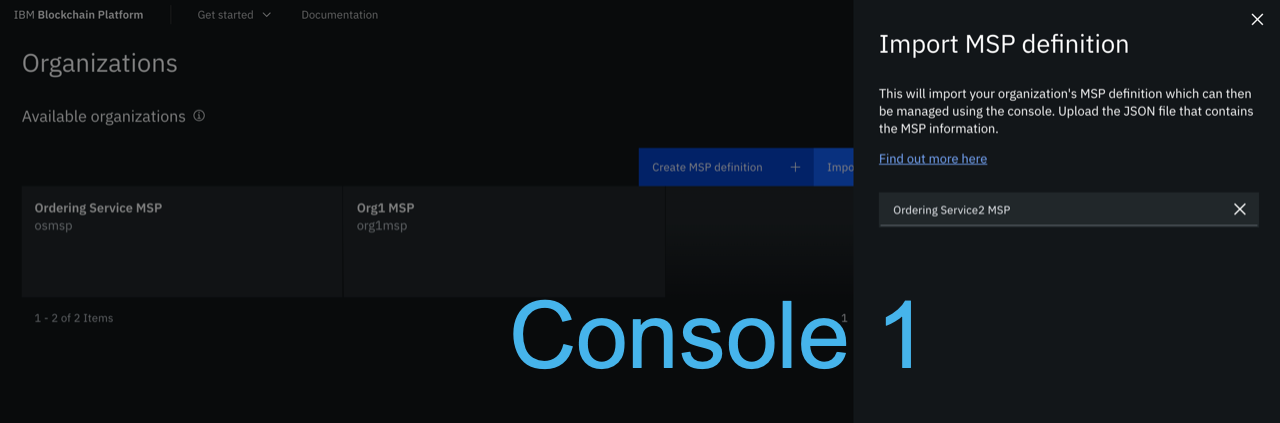 IBM Blockchain Platform
Get started
Documentation
Organizations
Available organizations
Create MSP definition
Impo
Ordering Service MSP
osmsp
Org1 MSP
org1msp
1 - 2 of 2 Items
1
Import MSP definition
This will import your organization's MSP definition which can then
be managed using the console. Upload the JSON file that contains
the MSP information.
Find out more here
Ordering Service2 MSP
Console 1